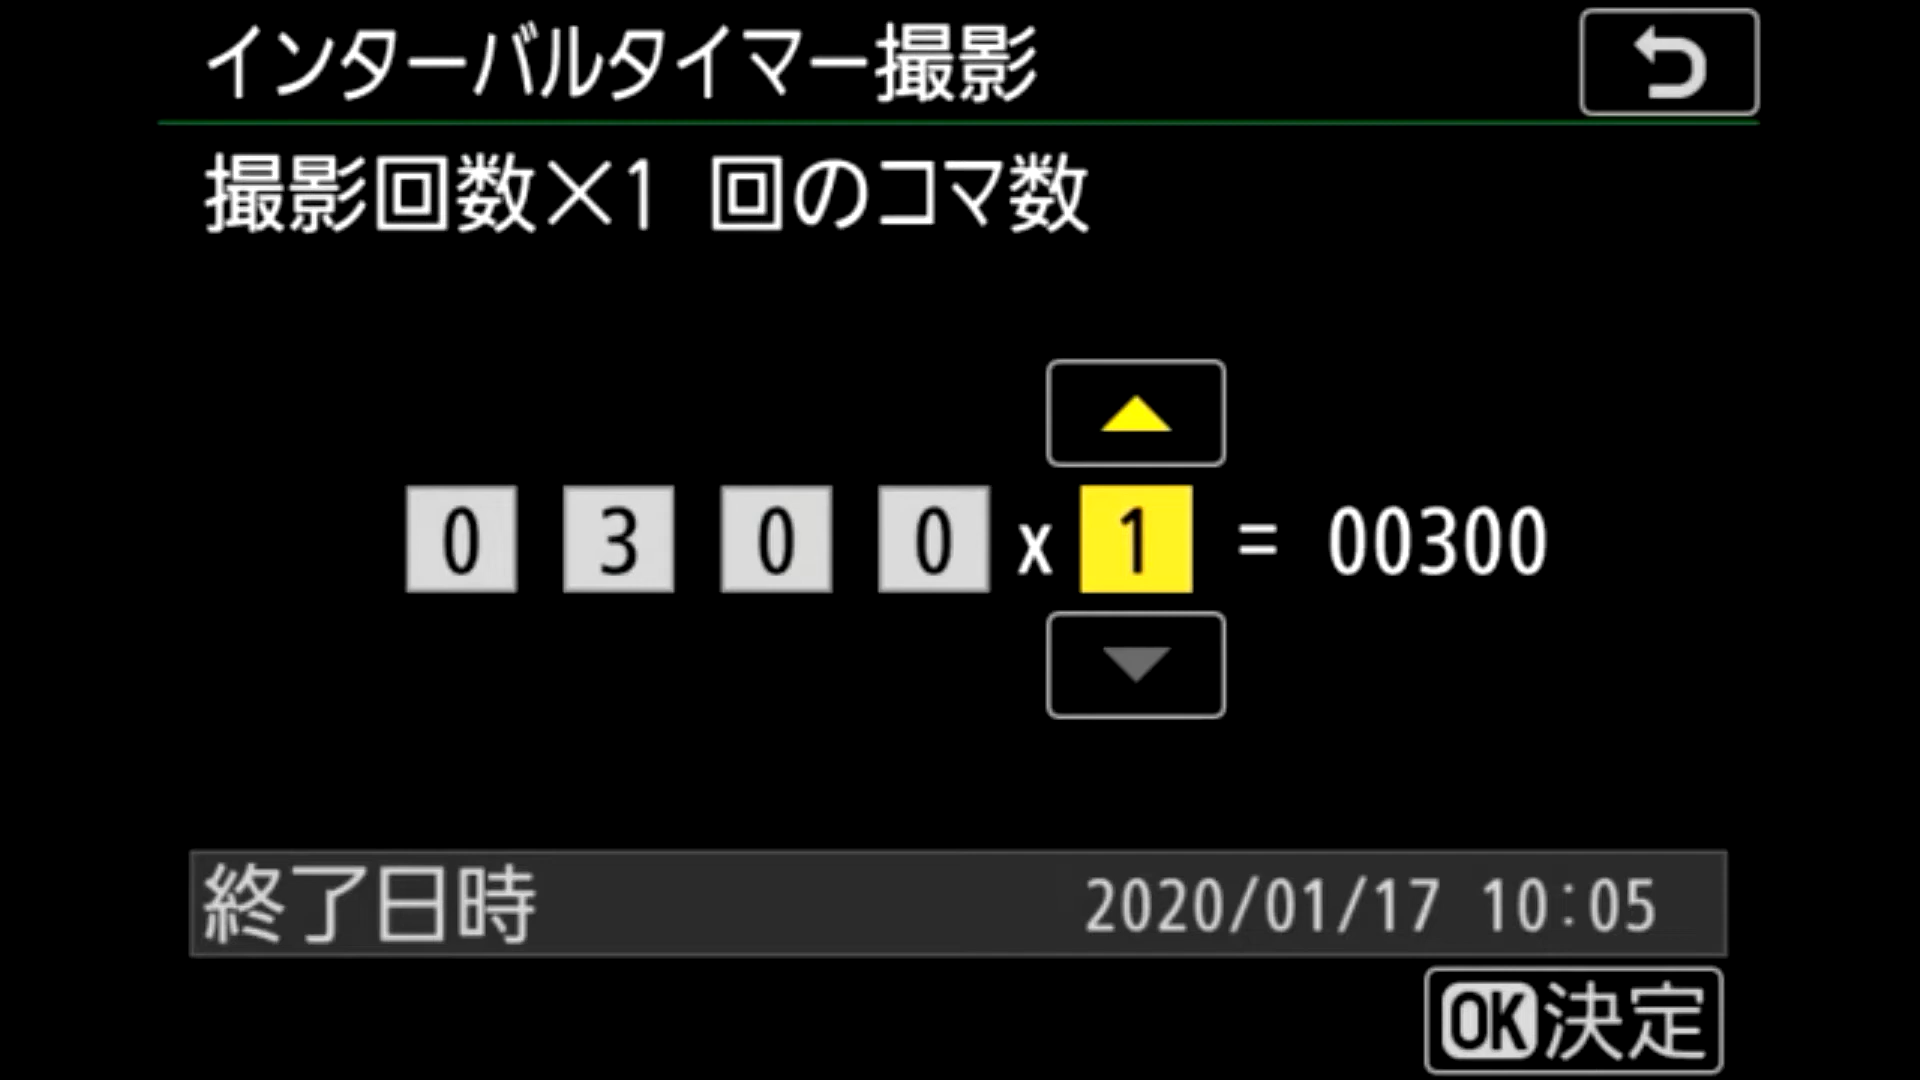 インターバルタイマー撮影
撮影回数×1 回のコマ数
0 3 0 0 x 1 = 00300
終了日時 2020/01/17 10:05
OK決定